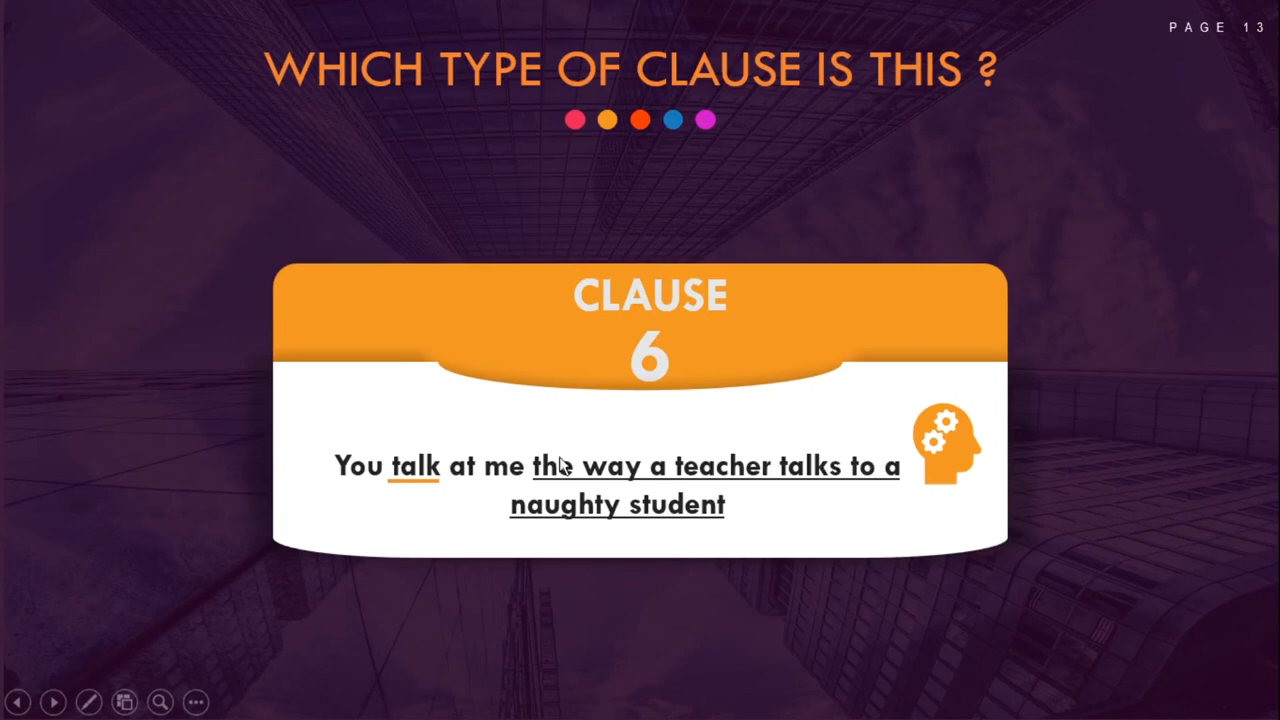 PAGE 13
WHICH TYPE OF CLAUSE IS THIS ?
CLAUSE
6
You talk at me the way a teacher talks to a
naughty student